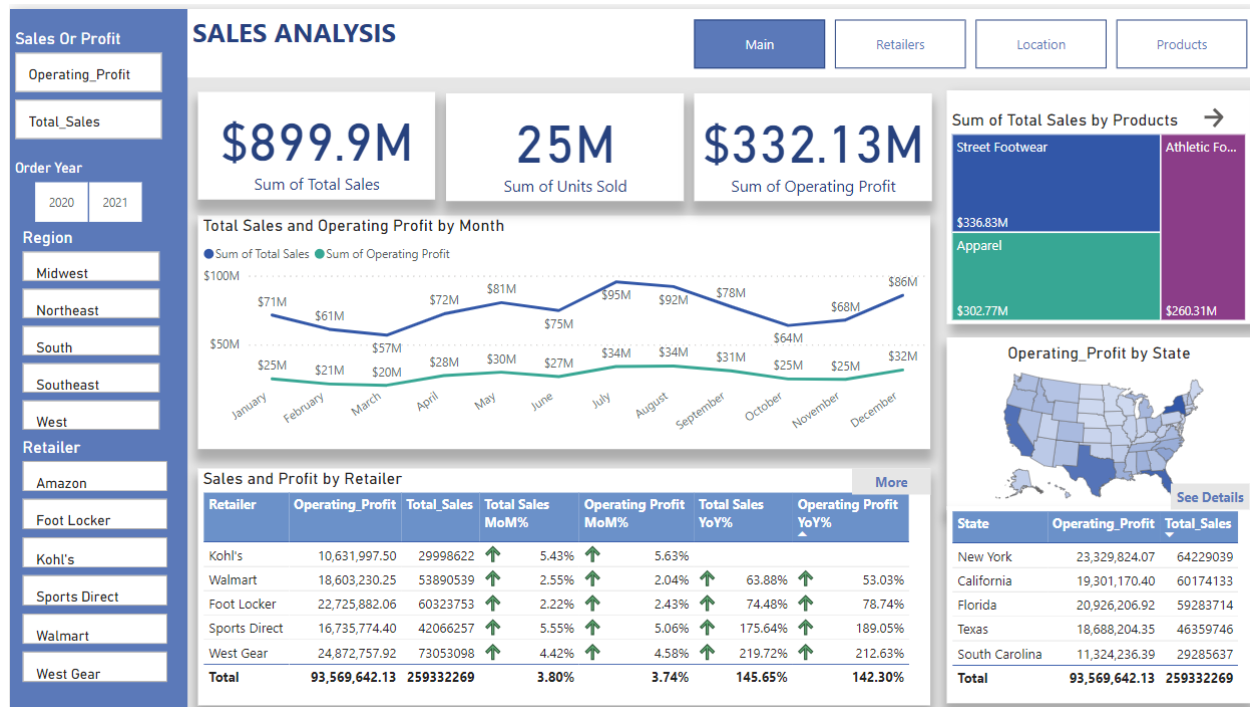 Sales Or Profit
Operating_Profit
Total_Sales
Order Year
2020 2021
Region
Midwest
Northeast
South
Southeast
West
Retailer
Amazon
Foot Locker
Kohl's
Sports Direct
Walmart
West Gear
SALES ANALYSIS
Main Retailers Location Products
$899.9M
Sum of Total Sales
25M
Sum of Units Sold
$332.13M
Sum of Operating Profit
Total Sales and Operating Profit by Month
Sum of Total Sales Sum of Operating Profit
$100M
$50M
$71M $61M $57M $72M $81M $75M $95M $92M $78M $64M $68M $86M
$25M $21M $20M $28M $30M $27M $34M $34M $31M $25M $25M $32M
January February March April May June July August September October November December
Sales and Profit by Retailer
More
Retailer Operating_Profit Total_Sales Total Sales MoM% Operating Profit MoM% Total Sales YoY% Operating Profit YoY%
Kohl's 10,631,997.50 29998622 5.43% 5.63%
Walmart 18,603,230.25 53890539 2.55% 2.04% 63.88% 53.03%
Foot Locker 22,725,882.06 60323753 2.22% 2.43% 74.48% 78.74%
Sports Direct 16,735,774.40 42066257 5.55% 5.06% 175.64% 189.05%
West Gear 24,872,757.92 73053098 4.42% 4.58% 219.72% 212.63%
Total 93,569,642.13 259332269 3.80% 3.74% 145.65% 142.30%
Sum of Total Sales by Products
Street Footwear
$336.83M
Apparel
$302.77M
Athletic Fo...
$260.31M
Operating_Profit by State
See Details
State Operating_Profit Total_Sales
New York 23,329,824.07 64229039
California 19,301,170.40 60174133
Florida 20,926,206.92 59283714
Texas 18,688,204.35 46359746
South Carolina 11,324,236.39 29285637
Total 93,569,642.13 259332269